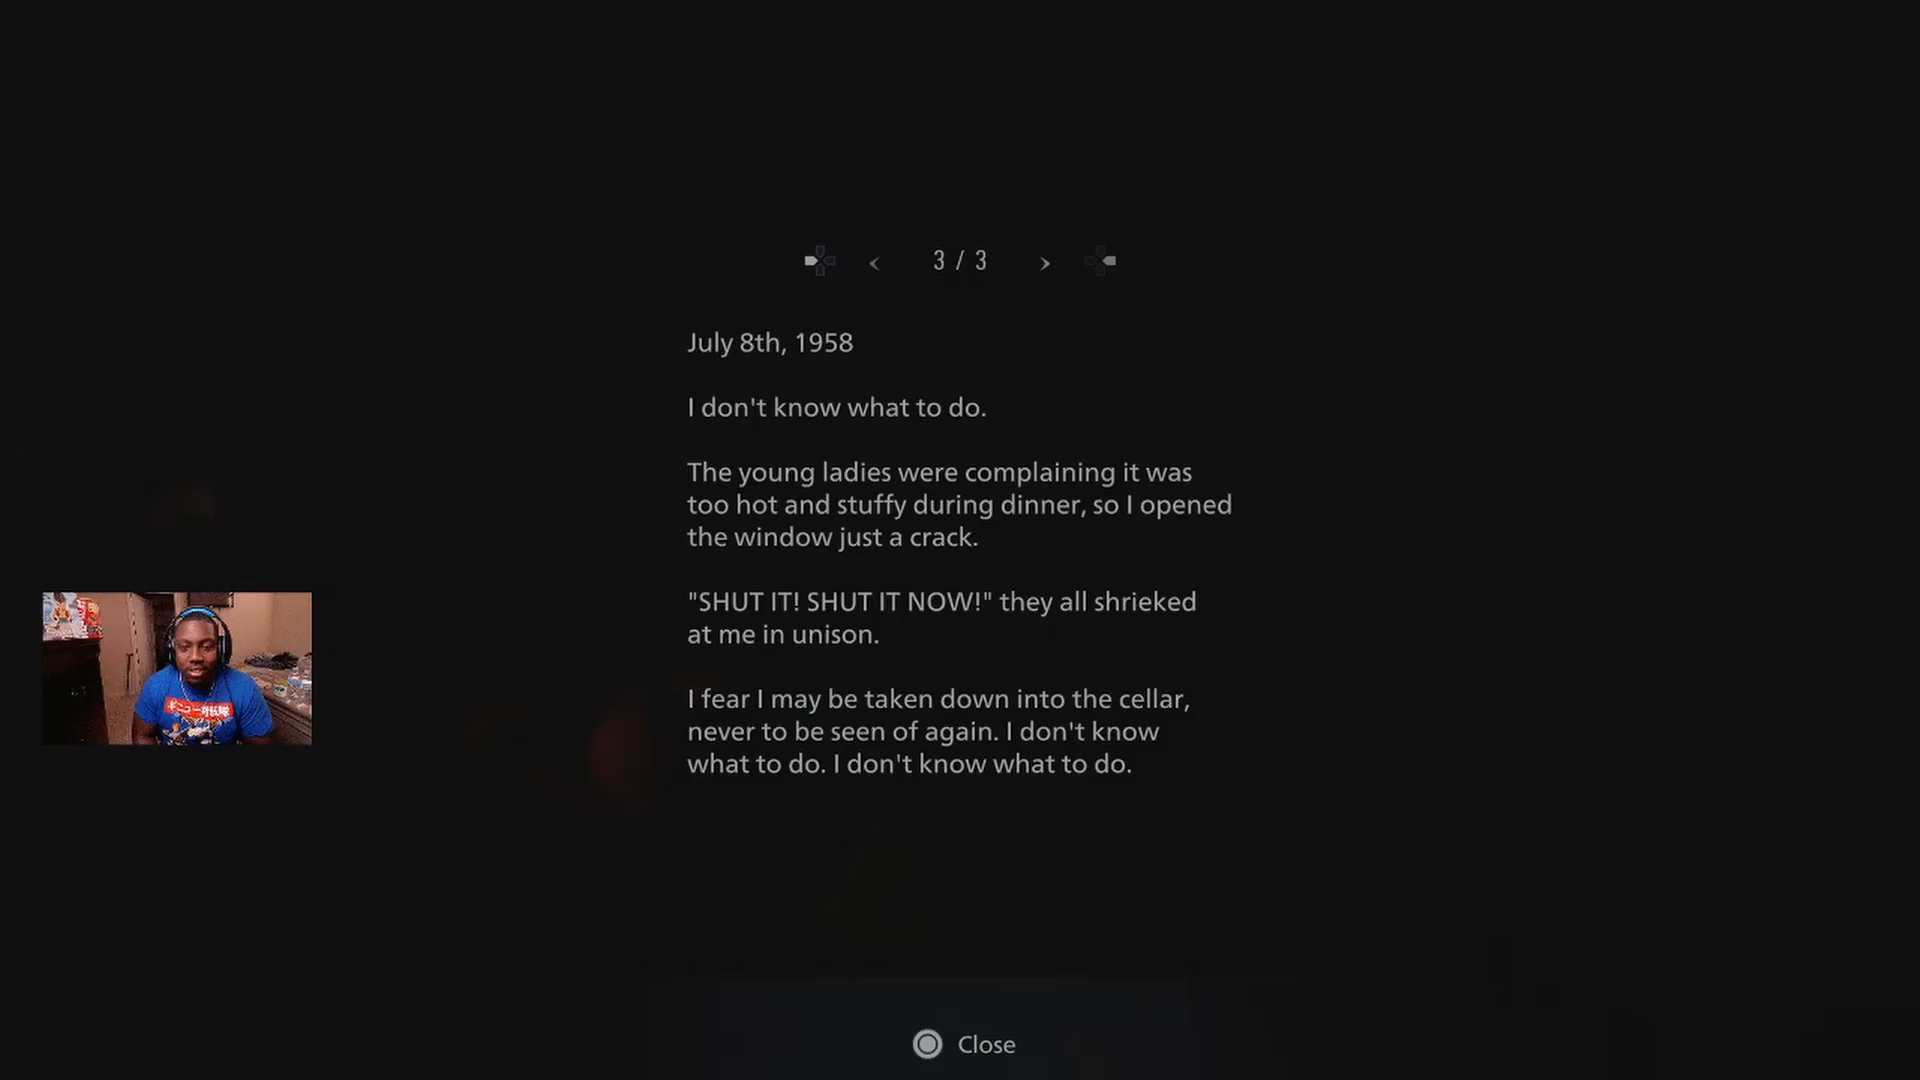 3 / 3
July 8th, 1958
I don't know what to do.
The young ladies were complaining it was
too hot and stuffy during dinner, so I opened
the window just a crack.
"SHUT IT! SHUT IT NOW!" they all shrieked
at me in unison.
I fear I may be taken down into the cellar,
never to be seen of again. I don't know
what to do. I don't know what to do.
Close